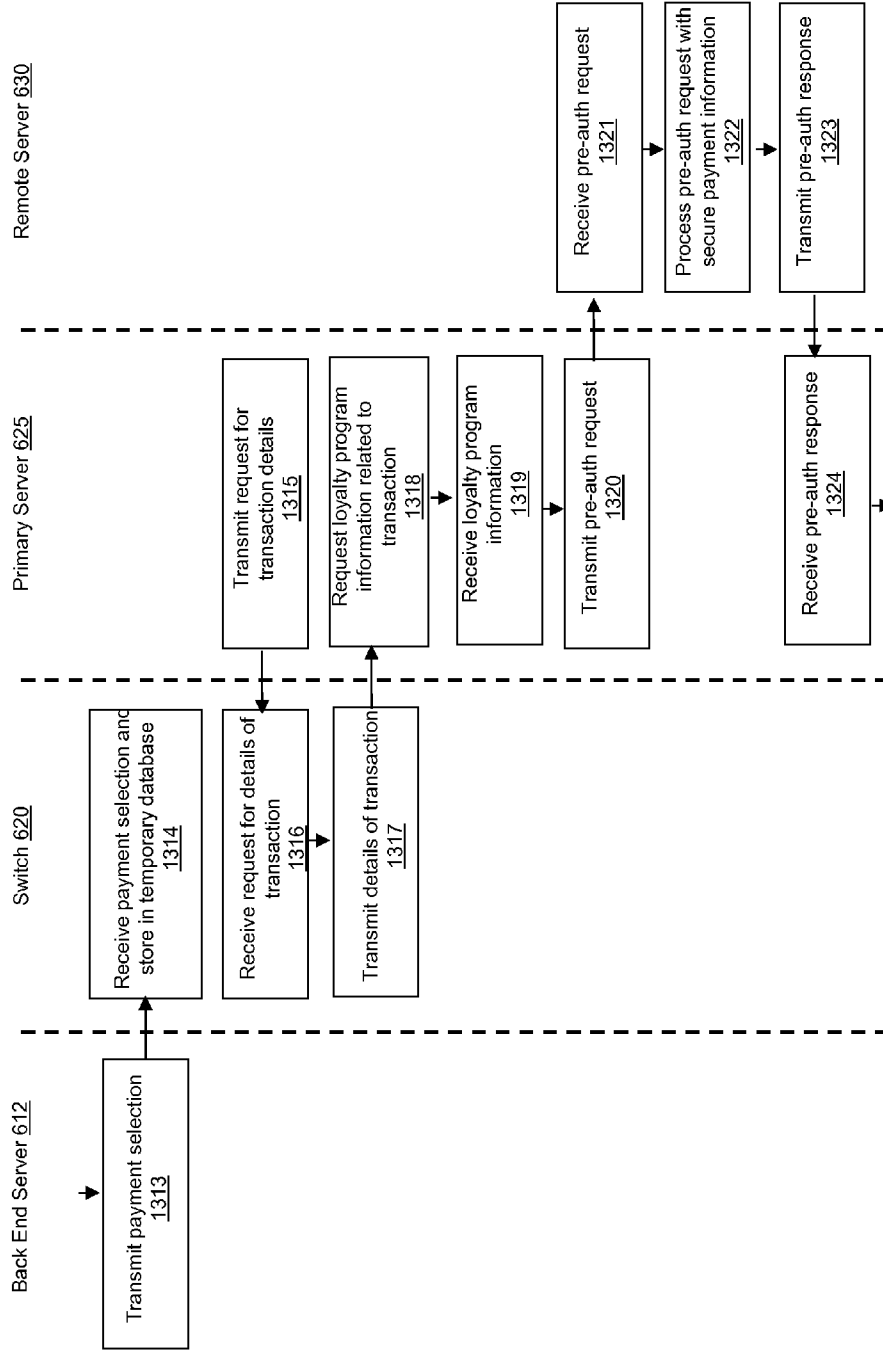 Back End Server 612
Switch 620
Primary Server 625
Remote Server 630
Transmit payment selection
1313
Receive payment selection and
store in temporary database
1314
Transmit request for
transaction details
1315
Receive request for details of
transaction
1316
Transmit details of transaction
1317
Request loyalty program
information related to
transaction
1318
Receive loyalty program
information
1319
Transmit pre-auth request
1320
Receive pre-auth request
1321
Process pre-auth request with
secure payment information
1322
Transmit pre-auth response
1323
Receive pre-auth response
1324